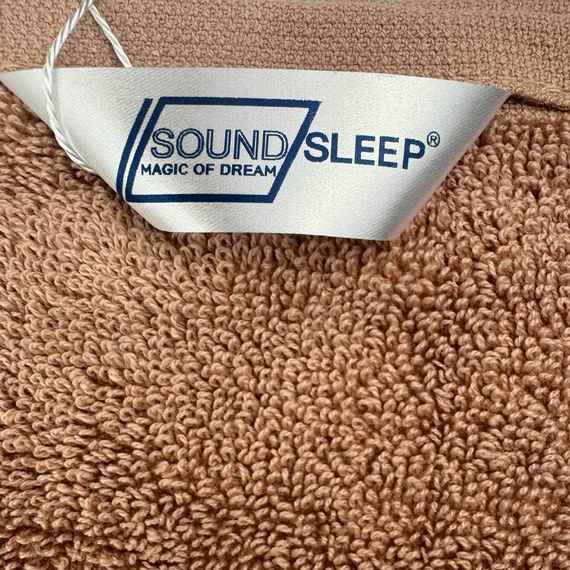 SOUND SLEEP®
MAGIC OF DREAM